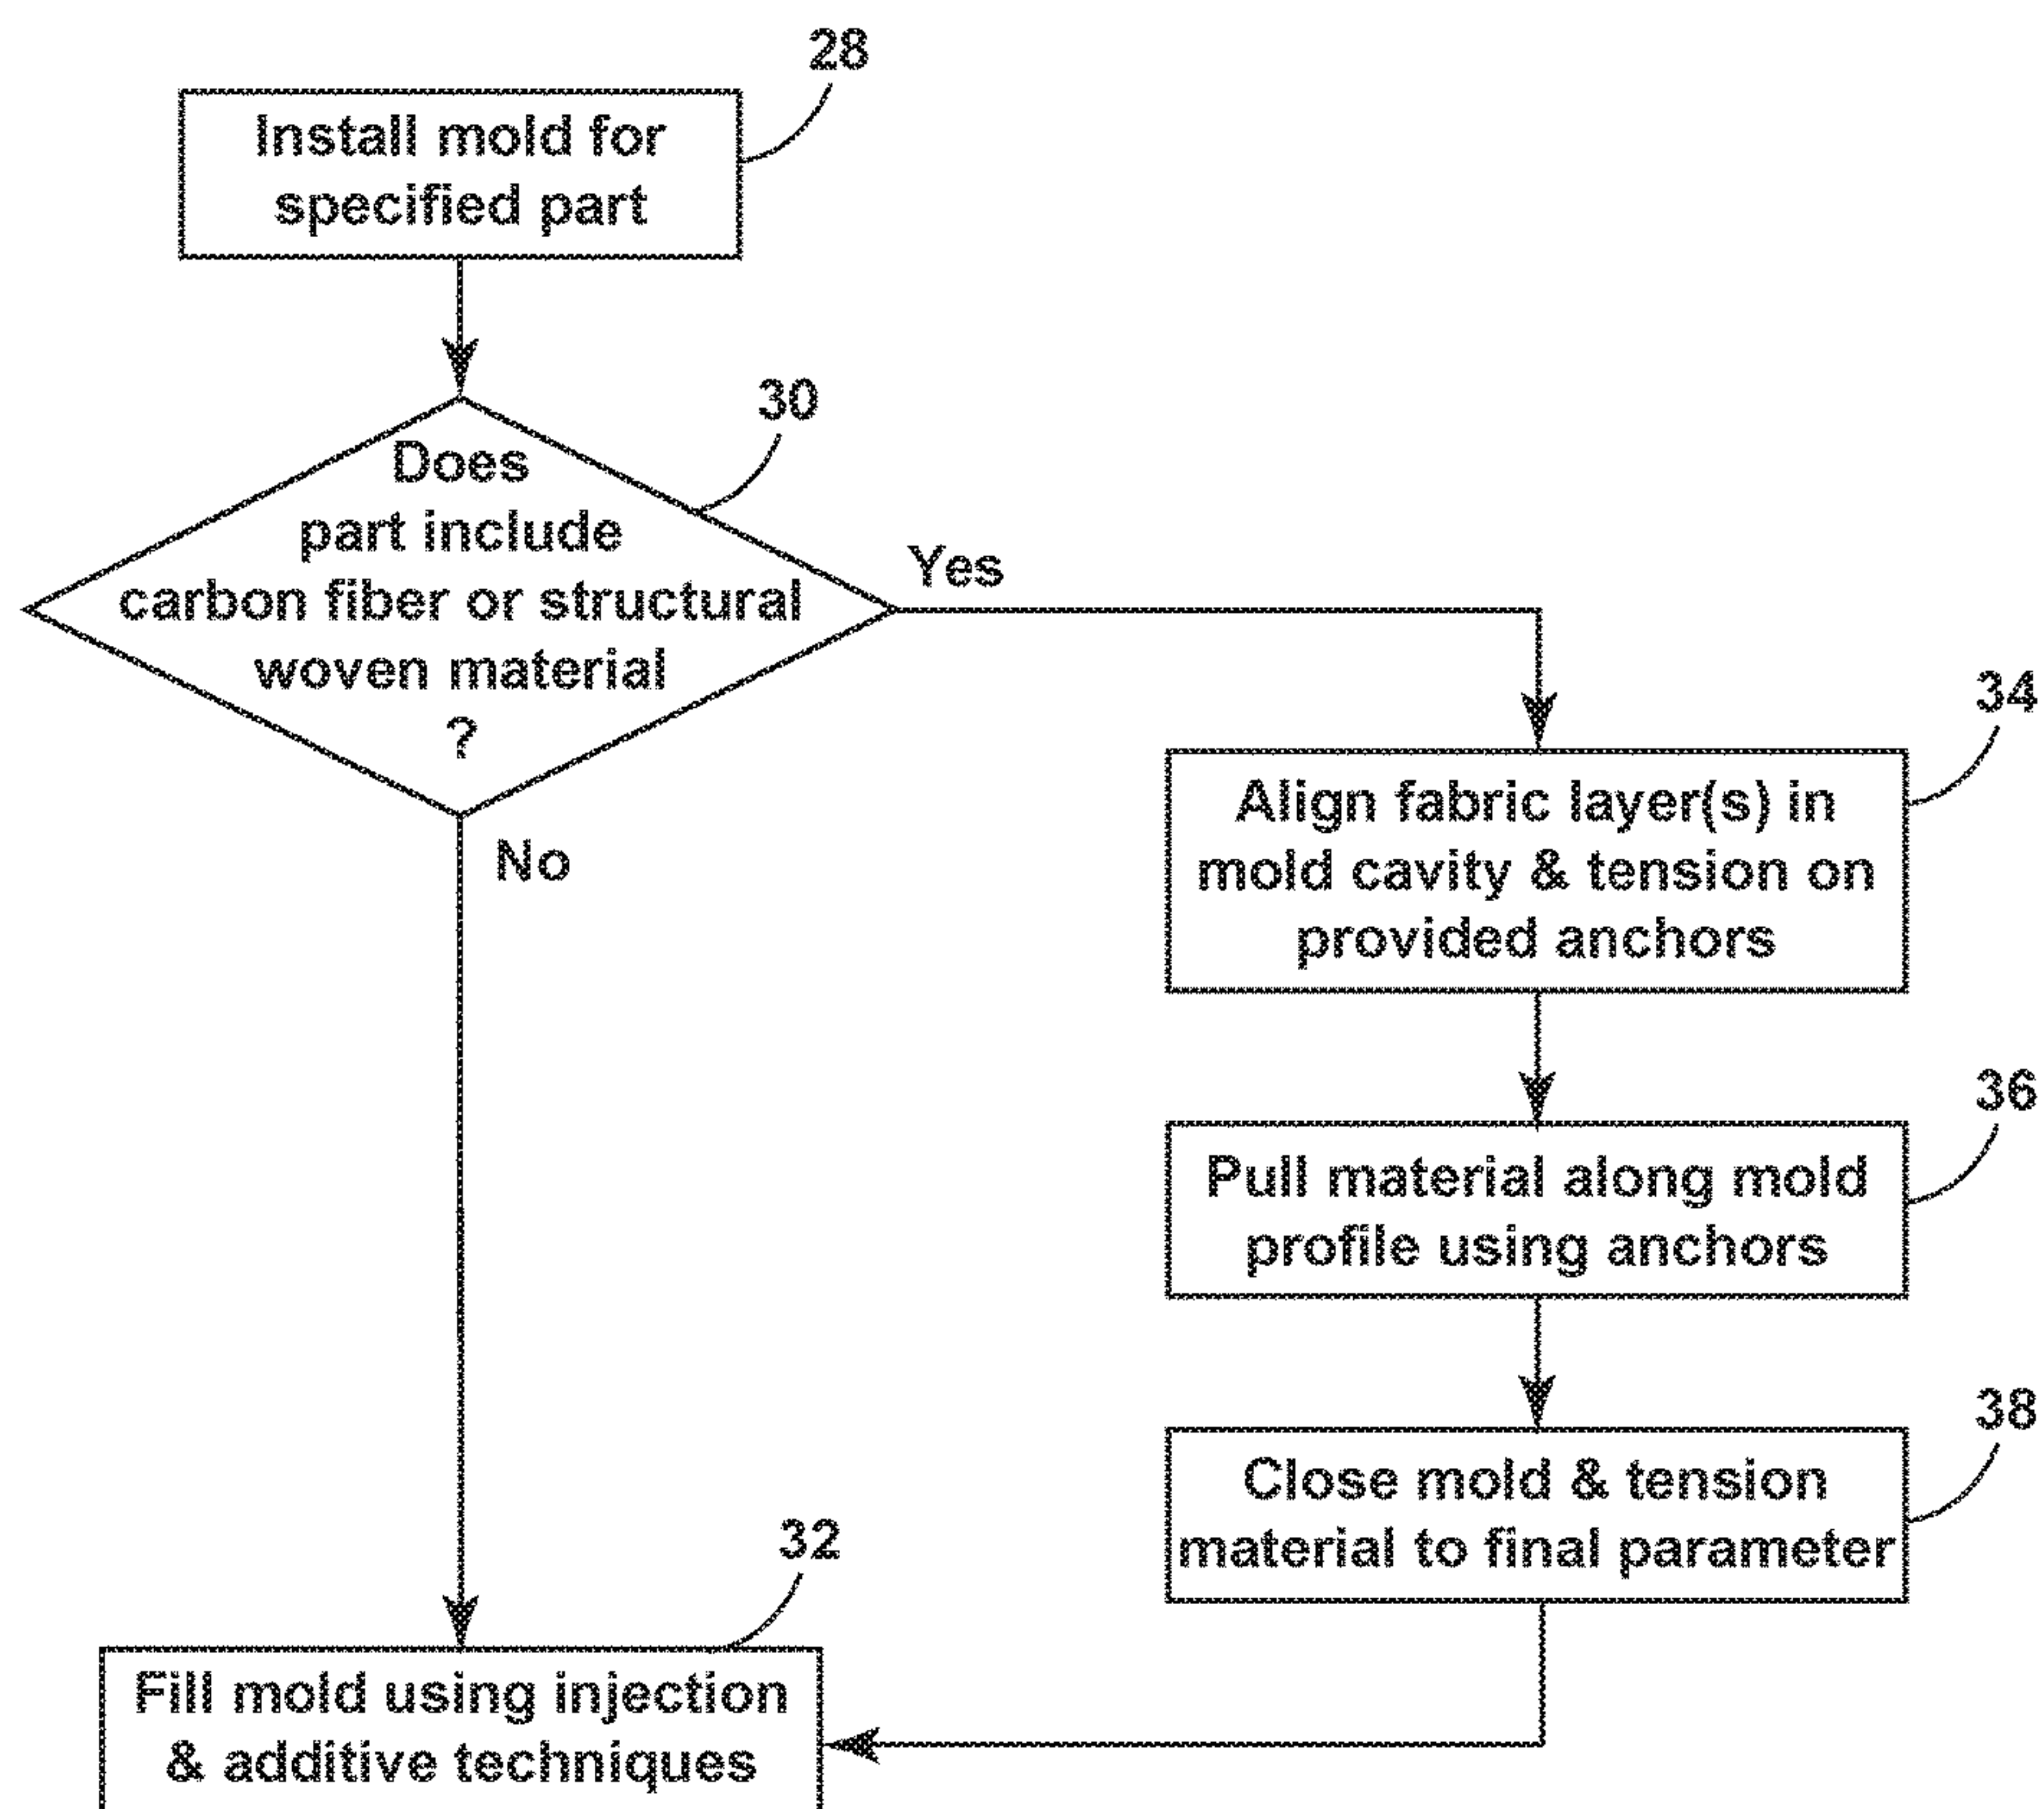 28
Install mold for
specified part
30
Does
part include
carbon fiber or structural
woven material
?
Yes
No
34
Align fabric layer(s) in
mold cavity & tension on
provided anchors
36
Pull material along mold
profile using anchors
38
Close mold & tension
material to final parameter
32
Fill mold using injection
& additive techniques